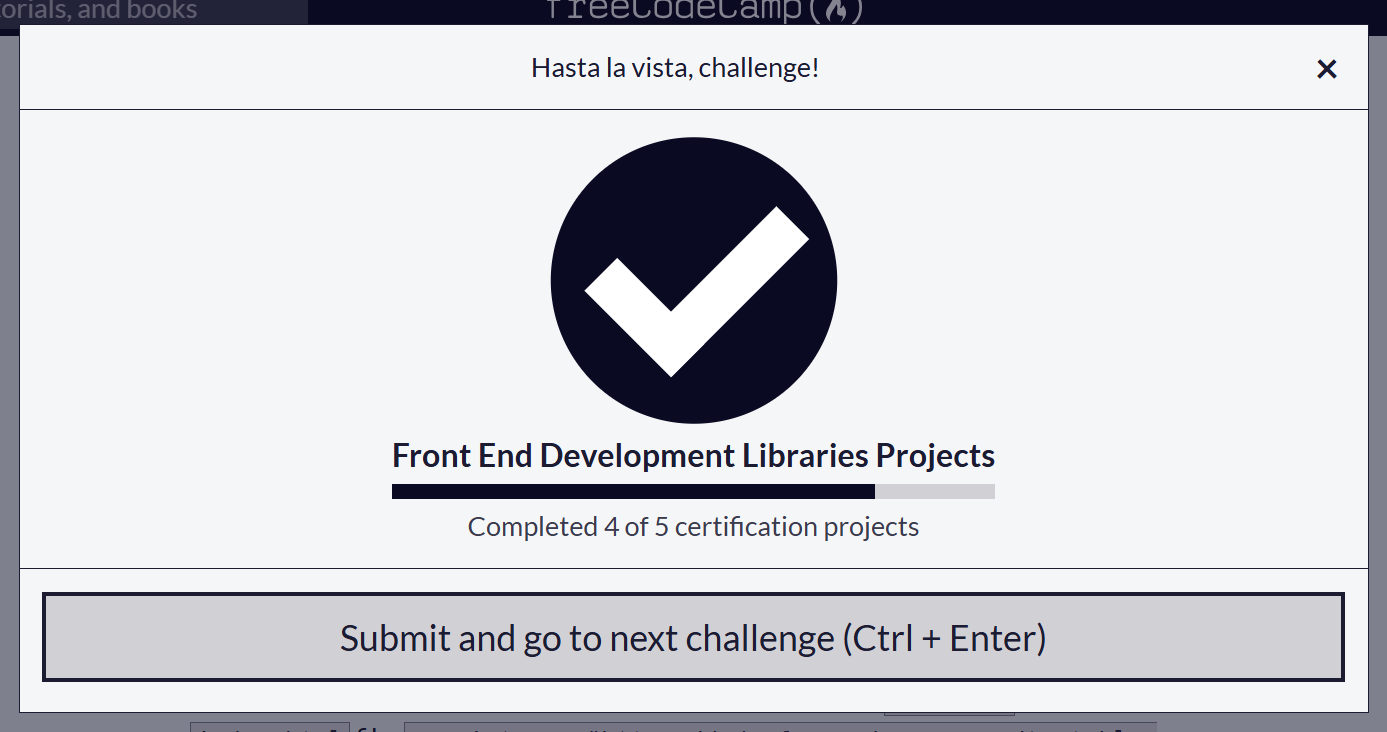 torials, and books
freeCodeCamp(
Hasta la vista, challenge!
Front End Development Libraries Projects
Completed 4 of 5 certification projects
Submit and go to next challenge (Ctrl + Enter)